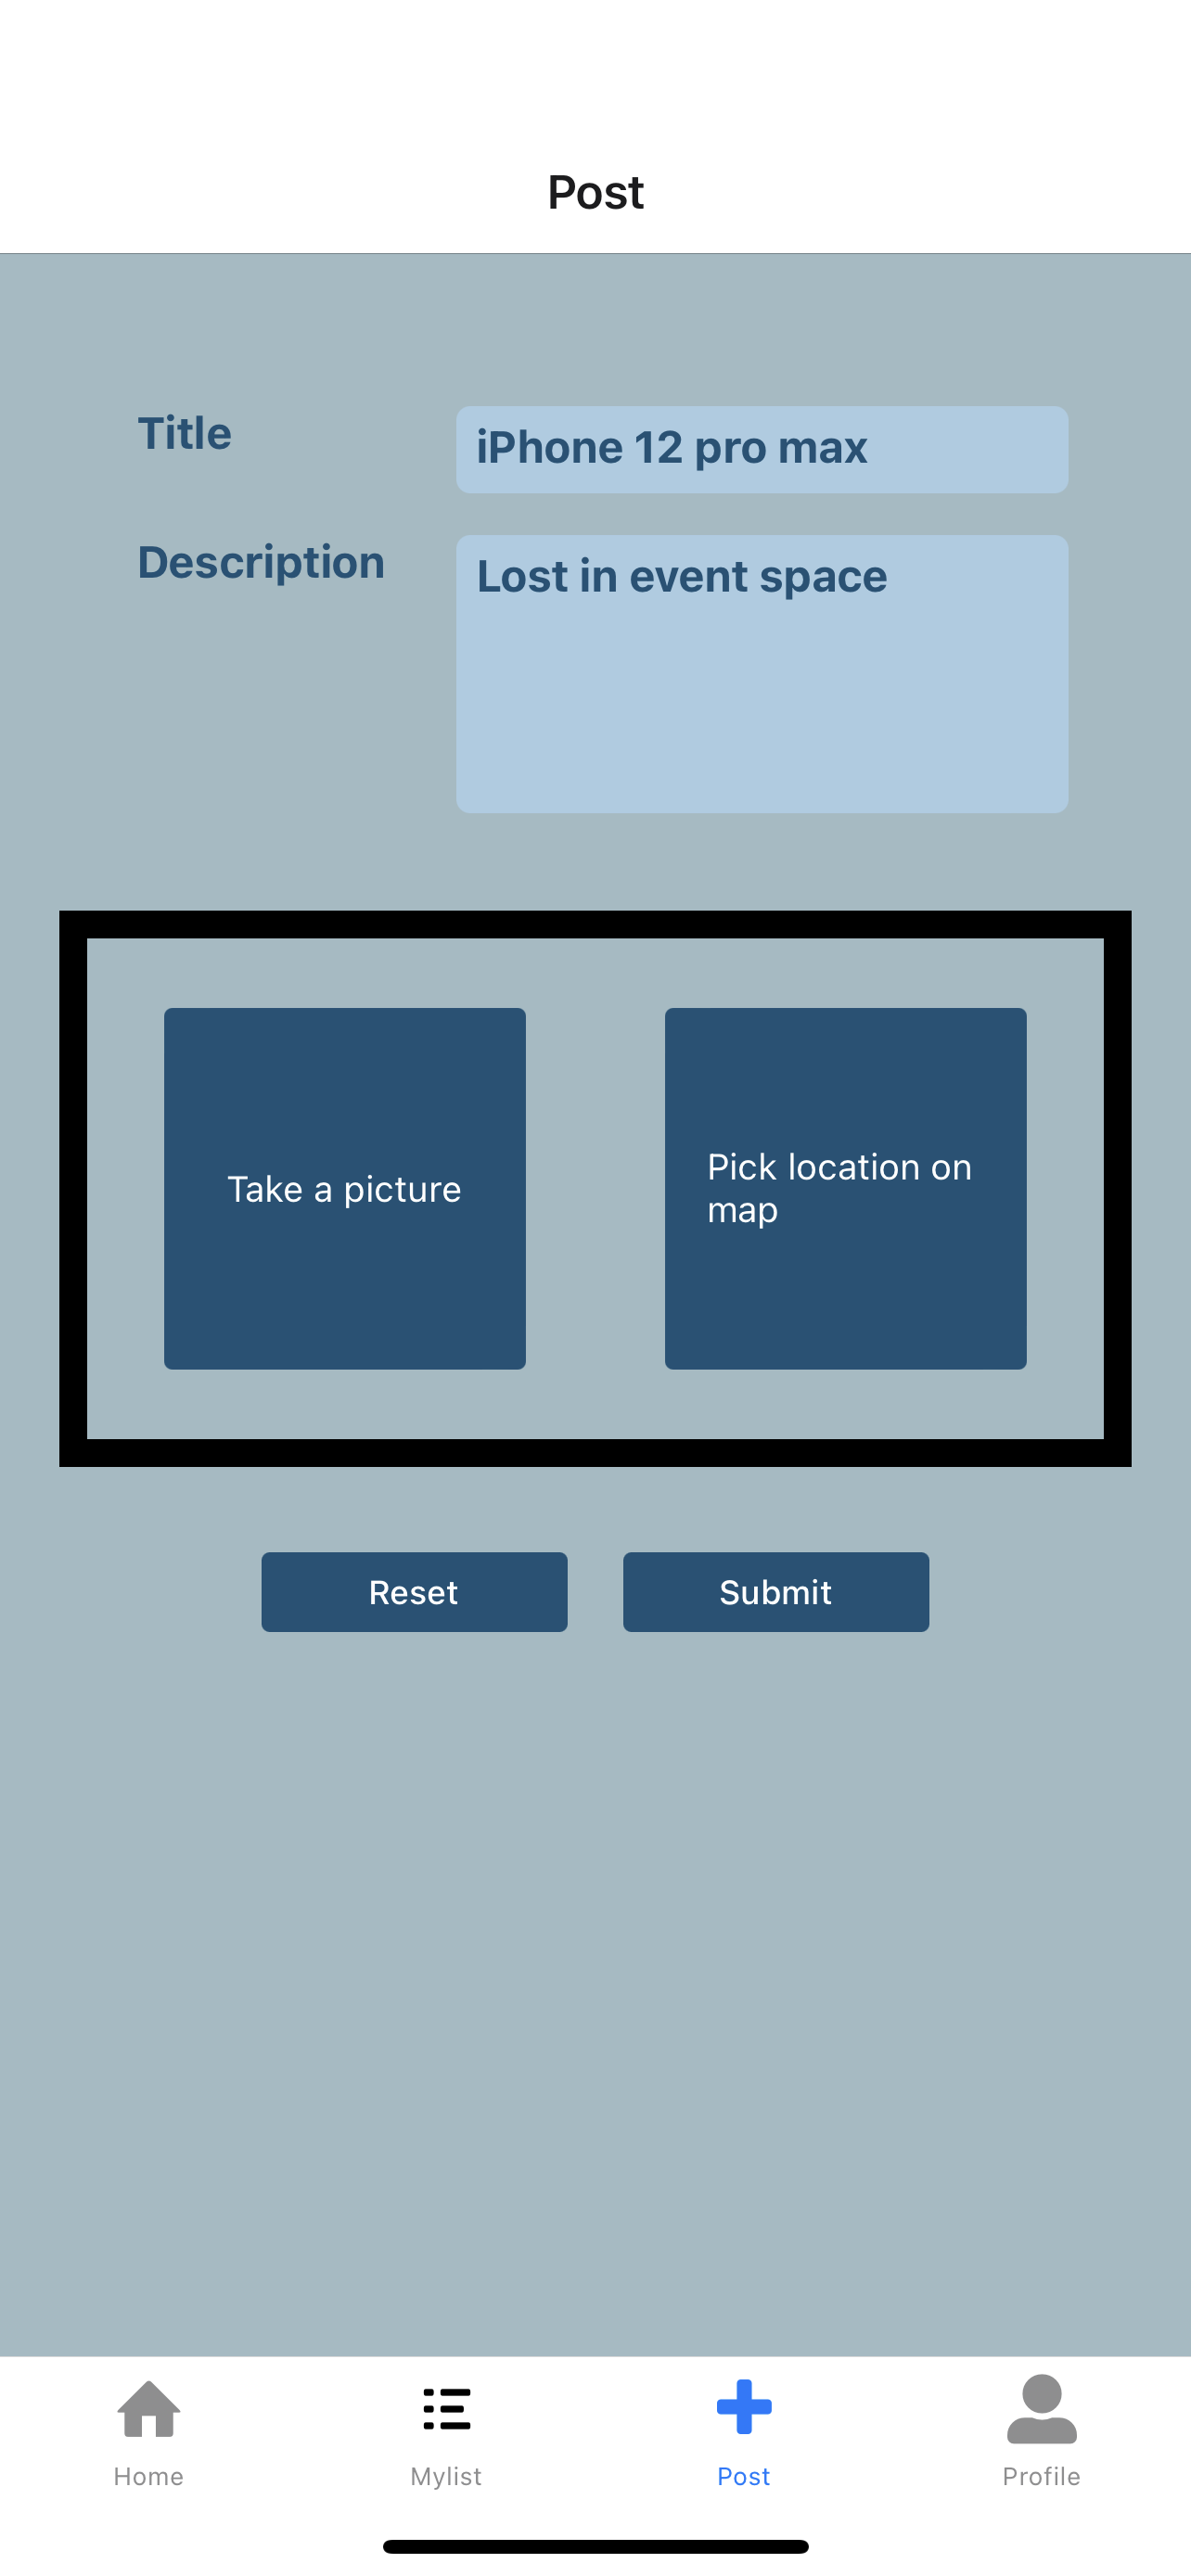 Post
Title
iPhone 12 pro max
Description
Lost in event space
Take a picture
Pick location on
map
Reset
Submit
Home
Mylist
Post
Profile